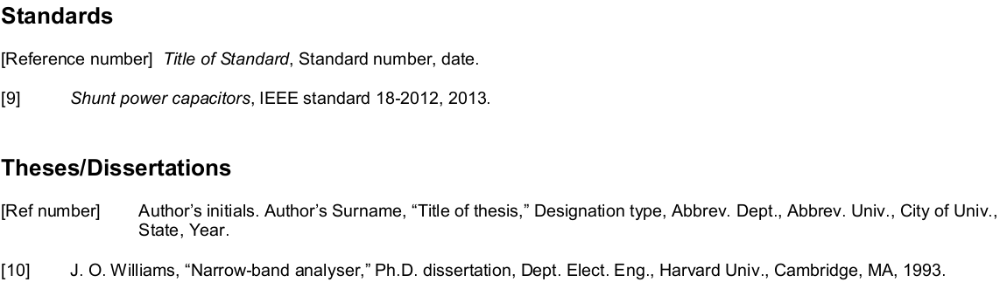 Standards
[Reference number] Title of Standard, Standard number, date.
[9] Shunt power capacitors, IEEE standard 18-2012, 2013.
Theses/Dissertations
[Ref number] Author’s initials. Author’s Surname, “Title of thesis,” Designation type, Abbrev. Dept., Abbrev. Univ., City of Univ.,
State, Year.
[10] J. O. Williams, “Narrow-band analyser,” Ph.D. dissertation, Dept. Elect. Eng., Harvard Univ., Cambridge, MA, 1993.